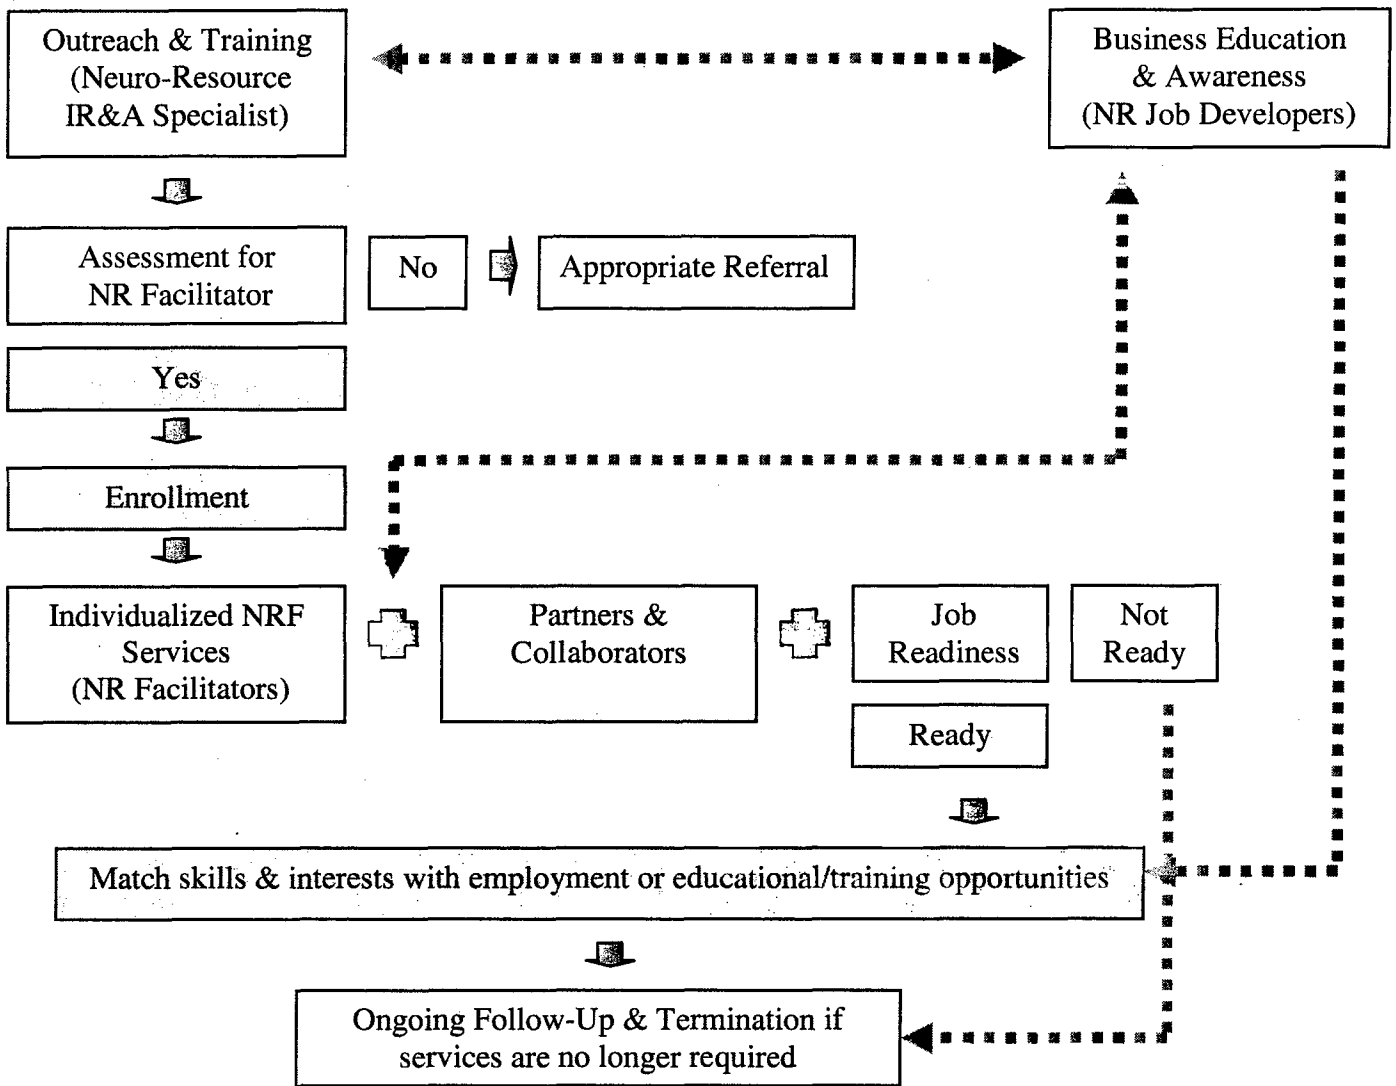 Outreach & Training
(Neuro-Resource
IR&A Specialist)
Business Education
& Awareness
(NR Job Developers)
Assessment for
NR Facilitator
No
Appropriate Referral
Yes
Enrollment
Individualized NRF
Services
(NR Facilitators)
Partners &
Collaborators
Job
Readiness
Not
Ready
Ready
Match skills & interests with employment or educational/training opportunities
Ongoing Follow-Up & Termination if
services are no longer required